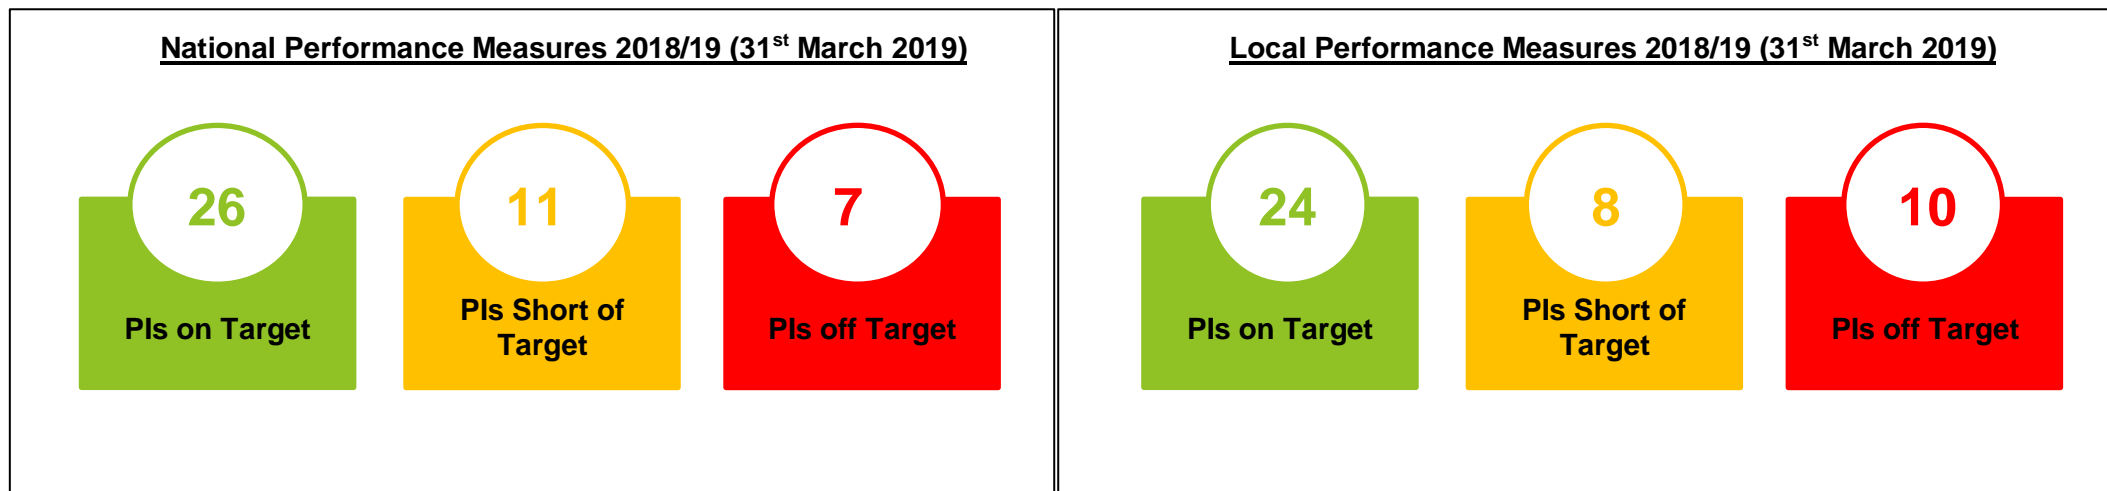 National Performance Measures 2018/19 (31st March 2019)
26
PIs on Target
11
PIs Short of
Target
7
PIs off Target
Local Performance Measures 2018/19 (31st March 2019)
24
PIs on Target
8
PIs Short of
Target
10
PIs off Target